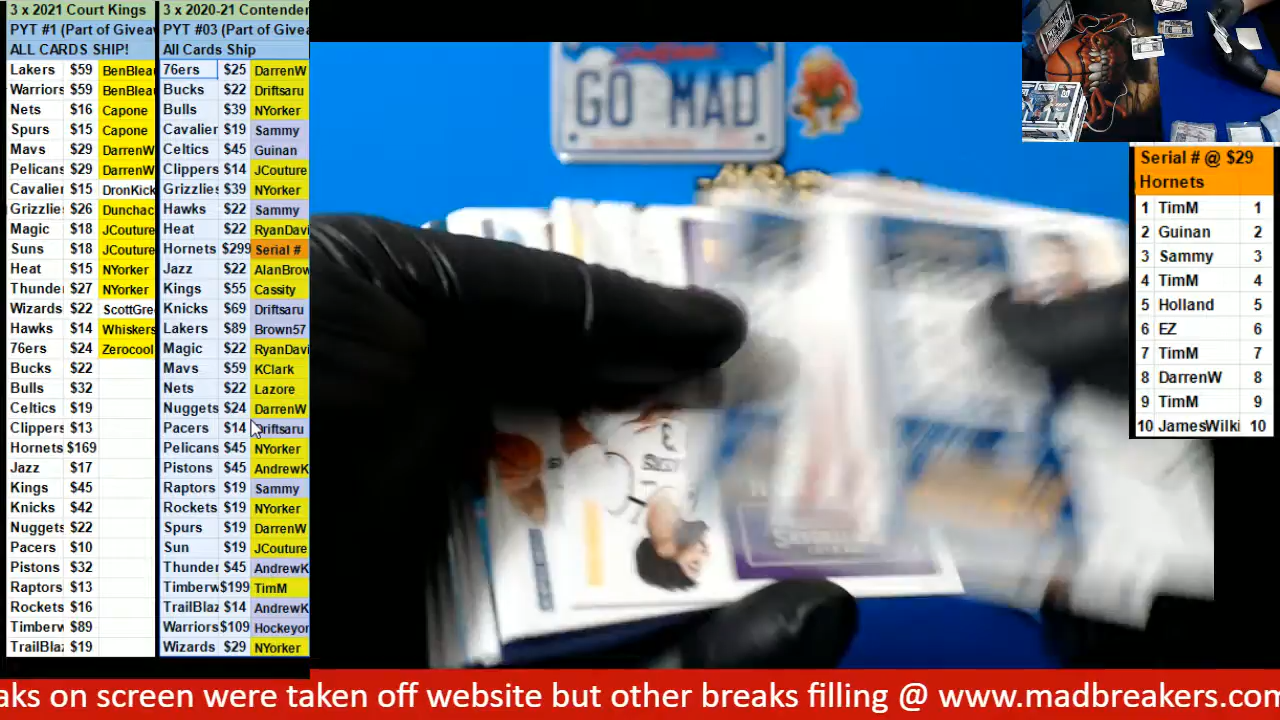 3 x 2021 Court Kings
PYT #1 (Part of Giveaw
ALL CARDS SHIP!
Lakers $59 BenBlea
Warriors $59 BenBlea
Nets $16 Capone
Spurs $15 Capone
Mavs $29 DarrenW
Pelicans $29 DarrenW
Cavalier $15 DronKick
Grizzlie $26 Dunchac
Magic $18 JCouture
Suns $18 JCouture
Heat $15 NYorker
Thunde $27 NYorker
Wizards $22 ScottGre
Hawks $14 Whiskers
76ers $24 Zerocool
Bucks $22
Bulls $32
Celtics $19
Clippers $13
Hornets $169
Jazz $17
Kings $45
Knicks $42
Nuggets $22
Pacers $10
Pistons $32
Raptors $13
Rockets $16
Timberw $89
TrailBlaz $19
3 x 2020-21 Contender
PYT #03 (Part of Givea
All Cards Ship
76ers $25 DarrenW
Bucks $22 Driftsaru
Bulls $39 NYorker
Cavalier $19 Sammy
Celtics $45 Guinan
Clippers $14 JCouture
Grizzlies $39 NYorker
Hawks $22 Sammy
Heat $22 RyanDavi
Hornets $299 Serial #
Jazz $22 AlanBrow
Kings $55 Cassity
Knicks $69 Driftsaru
Lakers $89 Brown57
Magic $22 RyanDavi
Mavs $59 KClark
Nets $22 Lazore
Nuggets $24 DarrenW
Pacers $14 Driftsaru
Pelicans $45 NYorker
Pistons $45 AndrewK
Raptors $19 Sammy
Rockets $19 NYorker
Spurs $19 DarrenW
Sun $19 JCouture
Thunder $45 AndrewK
Timberw $199 TimM
TrailBlaz $14 AndrewK
Warriors $109 Hockeyor
Wizards $29 NYorker
GO MAD
Serial # @ $29
Hornets
1 TimM 1
2 Guinan 2
3 Sammy 3
4 TimM 4
5 Holland 5
6 EZ 6
7 TimM 7
8 DarrenW 8
9 TimM 9
10 JamesWilki 10
aks on screen were taken off website but other breaks filling @ www.madbreakers.com